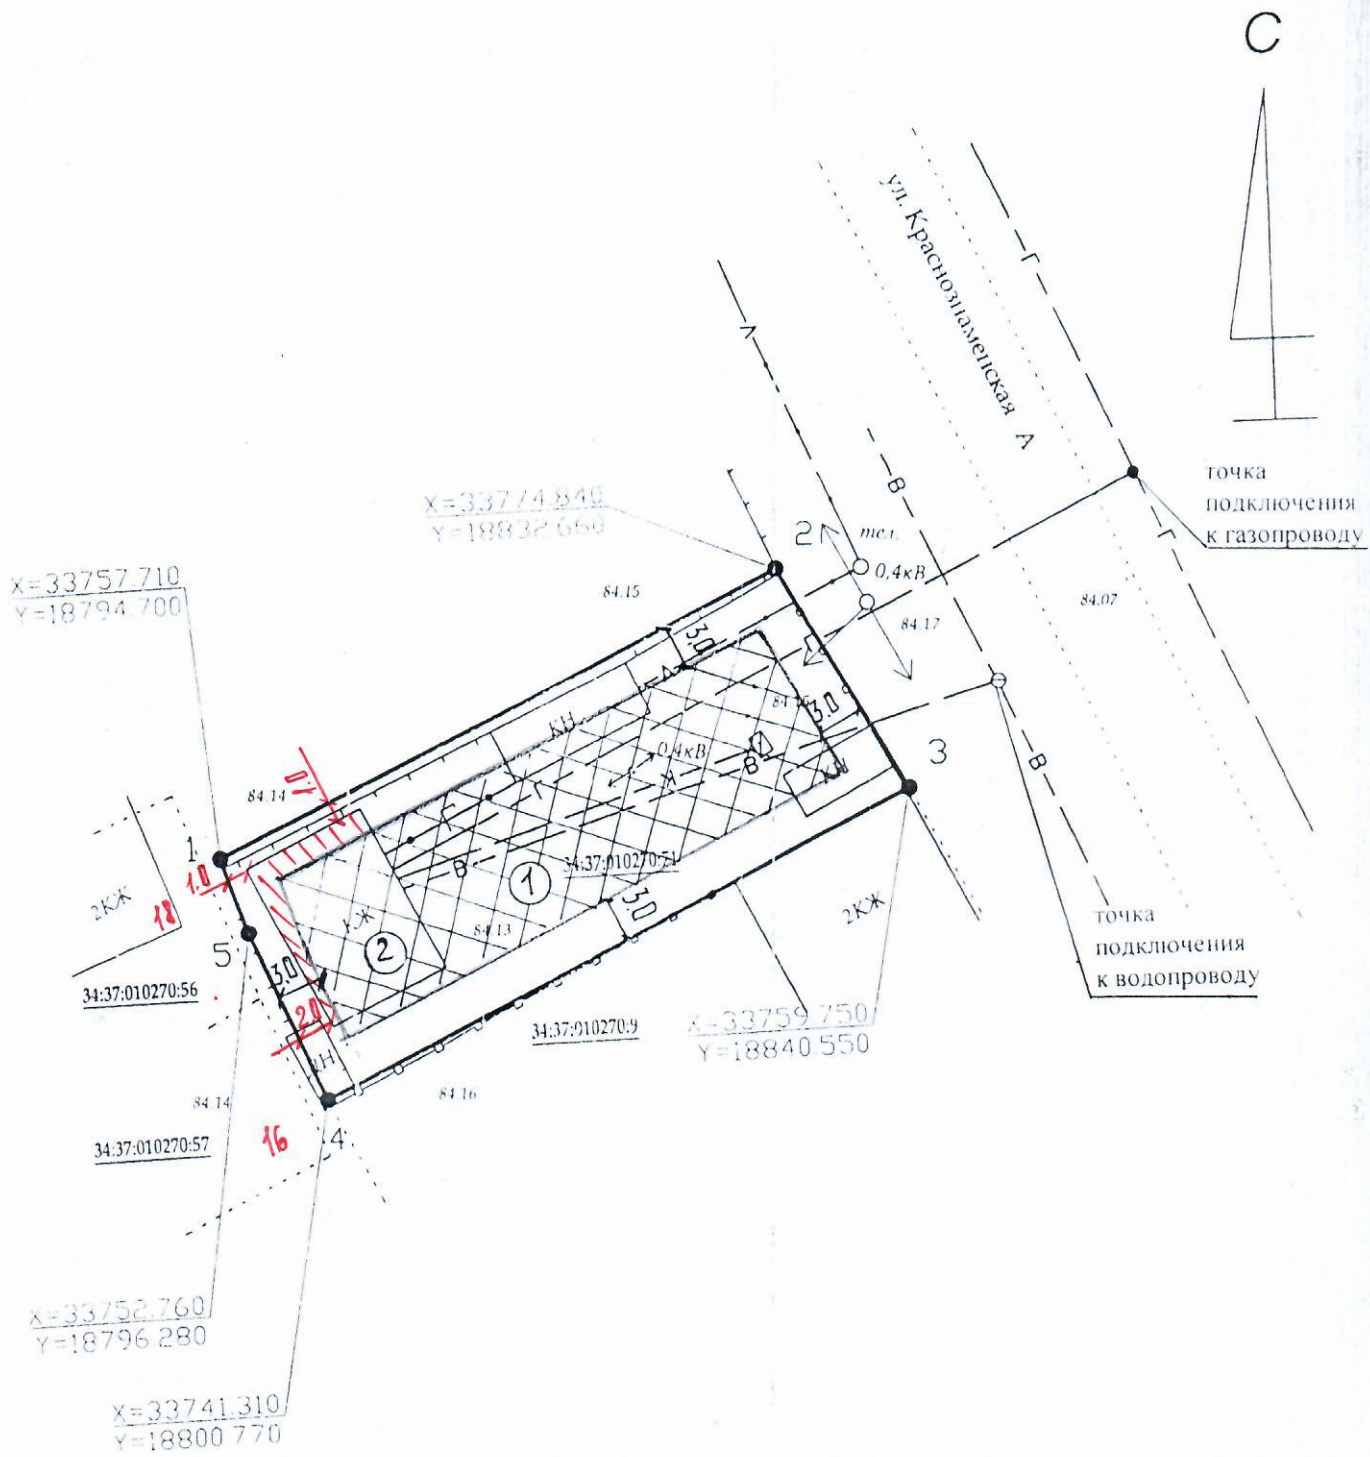 С
ул. Краснознаменская
А
Г
Л
В
точка
подключения
к газопроводу
Г
X=33774.840
Y=18832.660
2
тел.
0,4кВ
X=33757.710
Y=18794.700
84.15
84.17
84.07
3.0
3.0
КН
0,4кВ
В
КН
3
В
84.14
1.0
1
1.0
2КЖ
18
Г
В
34:37:010270:71
1
КЖ
2
84.13
3.0
2КЖ
точка
подключения
к водопроводу
5
3.0
34:37:010270:56
2.0
34:37:010270:9
X=33759.750
Y=18840.550
84.14
84.16
34:37:010270:57
16
4
X=33752.760
Y=18796.280
X=33741.310
Y=18800.770